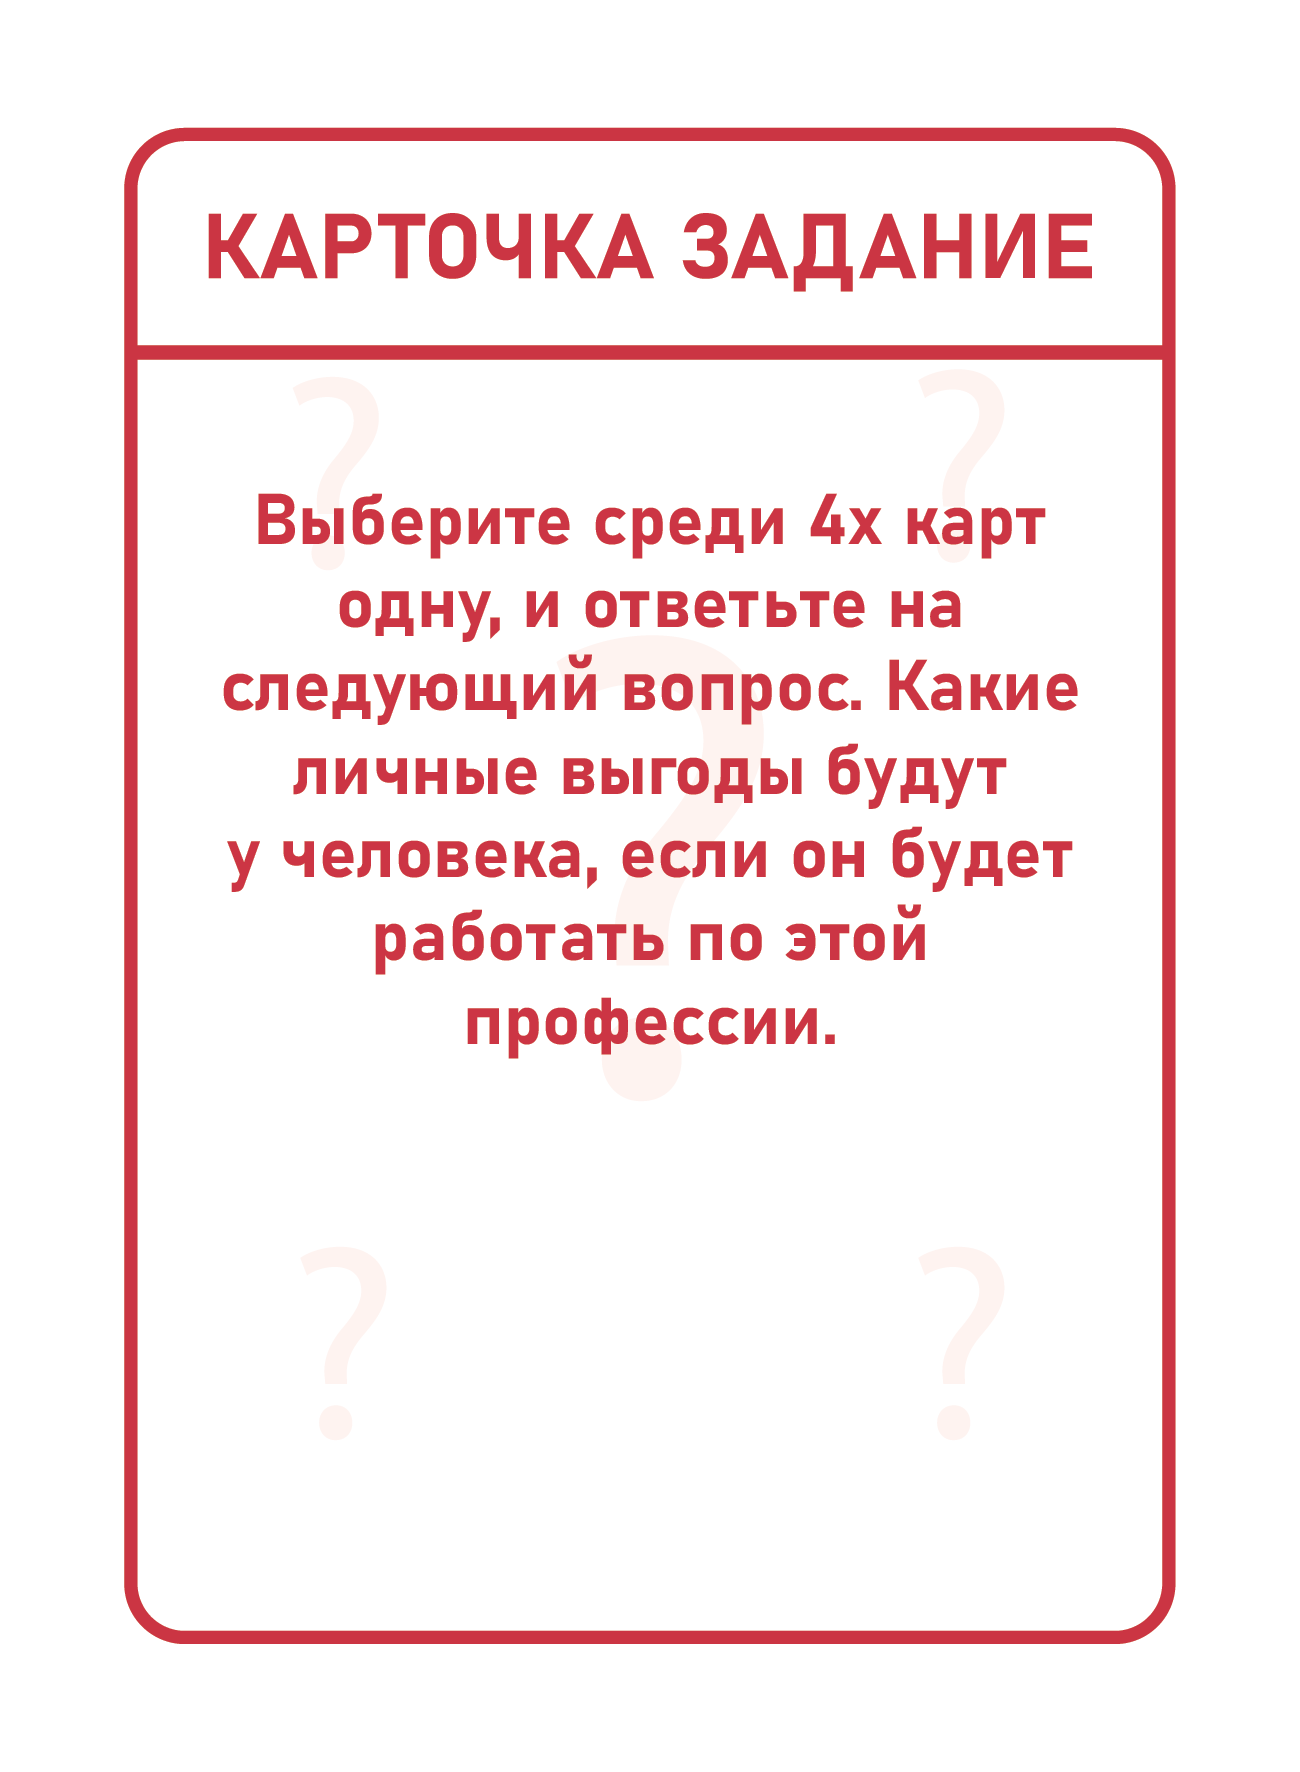 КАРТОЧКА ЗАДАНИЕ
Выберите среди 4х карт
одну, и ответьте на
следующий вопрос. Какие
личные выгоды будут
у человека, если он будет
работать по этой
профессии.